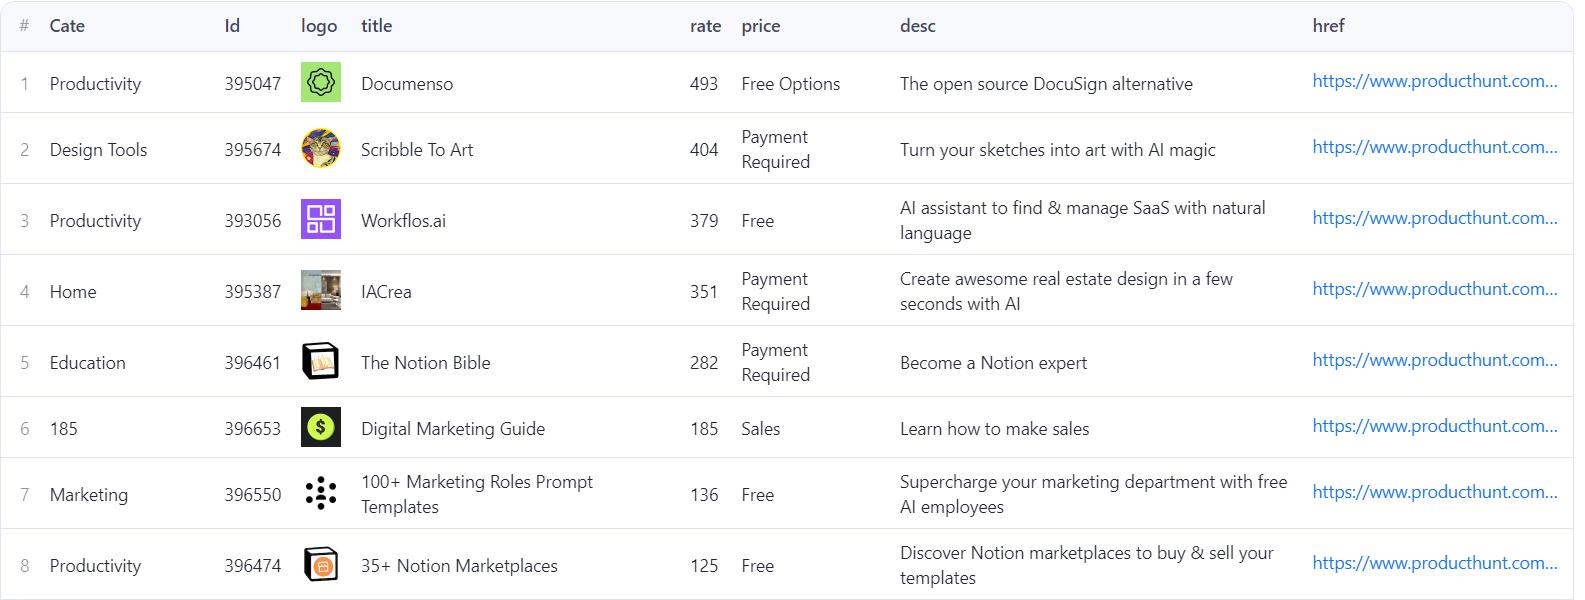 # Cate Id logo title rate price desc href
1 Productivity 395047 Documenso 493 Free Options The open source DocuSign alternative https://www.producthunt.com...
2 Design Tools 395674 Scribble To Art 404 Payment Required Turn your sketches into art with AI magic https://www.producthunt.com...
3 Productivity 393056 Workflos.ai 379 Free AI assistant to find & manage SaaS with natural language https://www.producthunt.com...
4 Home 395387 IACrea 351 Payment Required Create awesome real estate design in a few seconds with AI https://www.producthunt.com...
5 Education 396461 The Notion Bible 282 Payment Required Become a Notion expert https://www.producthunt.com...
6 185 396653 $ Digital Marketing Guide 185 Sales Learn how to make sales https://www.producthunt.com...
7 Marketing 396550 100+ Marketing Roles Prompt Templates 136 Free Supercharge your marketing department with free AI employees https://www.producthunt.com...
8 Productivity 396474 35+ Notion Marketplaces 125 Free Discover Notion marketplaces to buy & sell your templates https://www.producthunt.com...